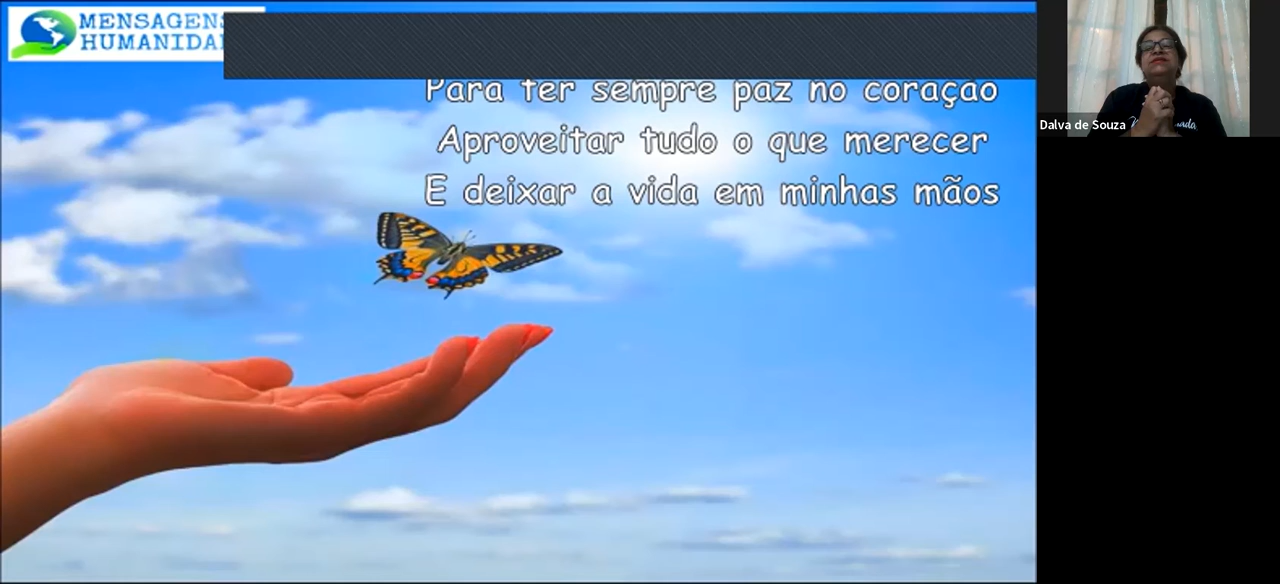 MENSAGENS
Para ter sempre paz no coração
Aproveitar tudo o que merecer
E deixar a vida em minhas mãos
Dalva de Souza